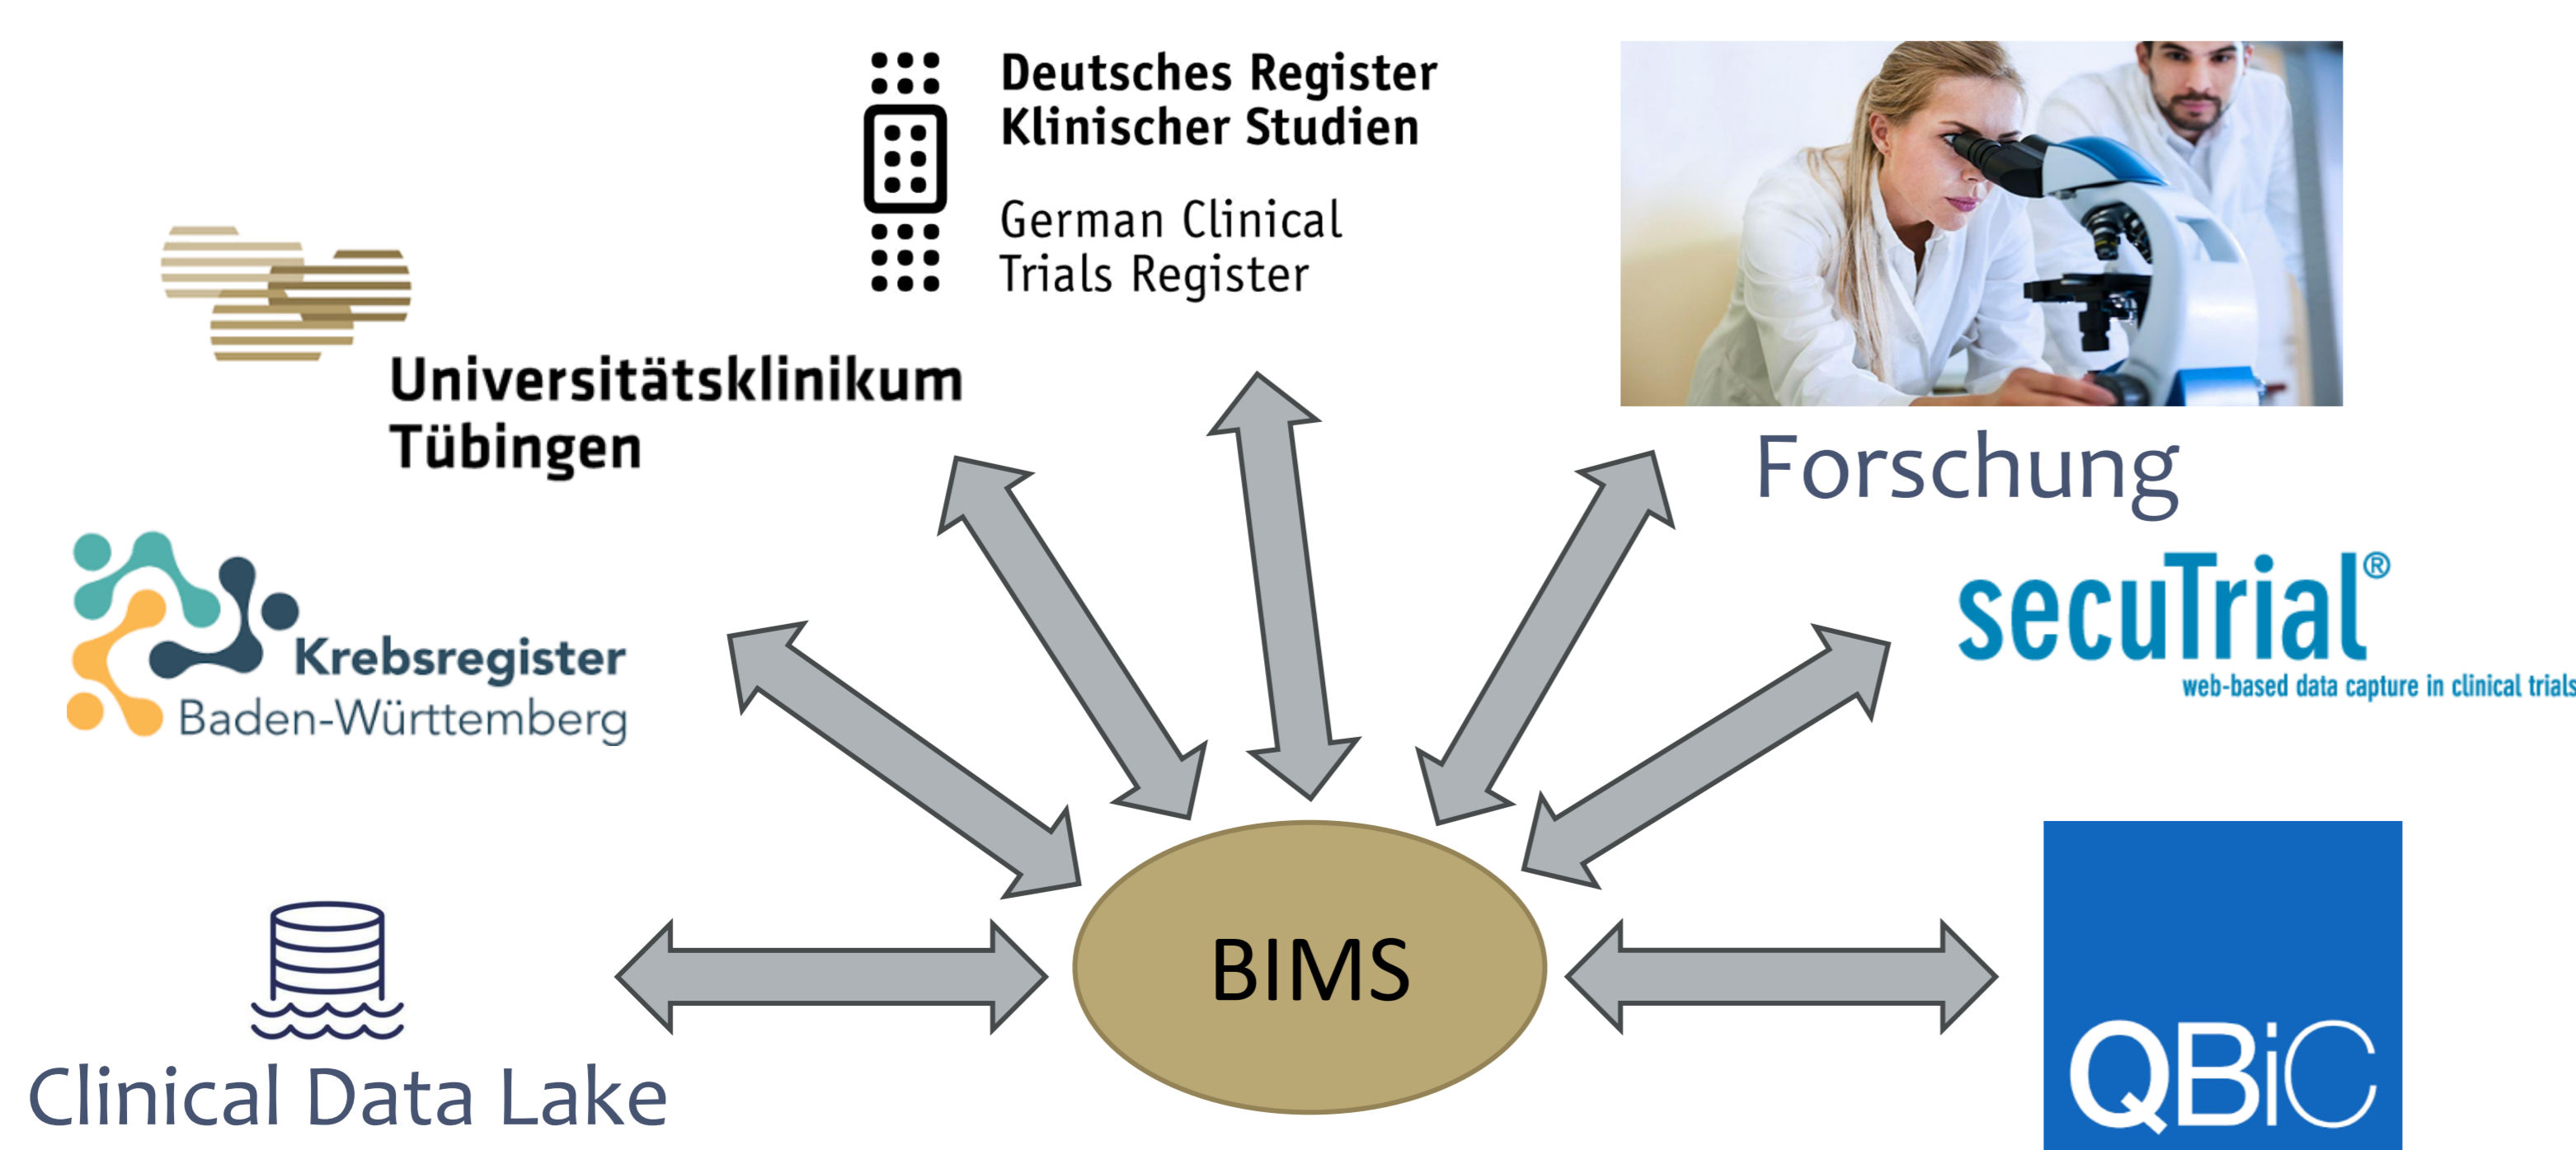 Deutsches Register
Klinischer Studien
German Clinical
Trials Register
Universitätsklinikum
Tübingen
Forschung
Krebsregister
Baden-Württemberg
secuTrial®
web-based data capture in clinical trials
BIMS
Clinical Data Lake
QBiC